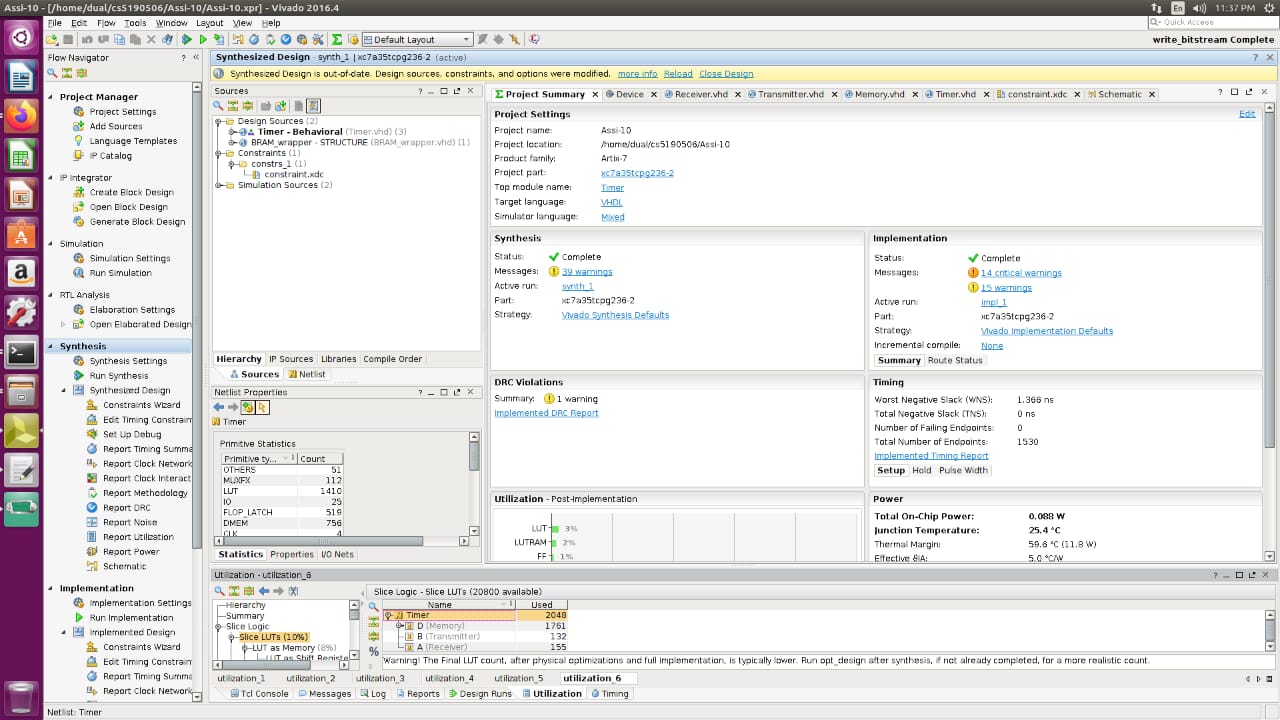 Assi-10 - [/home/dual/cs5190506/Assi-10/Assi-10.xpr] - Vivado 2016.4
En
11:37 PM
File Edit Flow Tools Window Layout View Help
Quick Access
Default Layout
write_bitstream Complete
Flow Navigator
Project Manager
Project Settings
Add Sources
Language Templates
IP Catalog
IP Integrator
Create Block Design
Open Block Design
Generate Block Design
Simulation
Simulation Settings
Run Simulation
RTL Analysis
Elaboration Settings
Open Elaborated Design
Synthesis
Synthesis Settings
Run Synthesis
Synthesized Design
Constraints Wizard
Edit Timing Constrain
Set Up Debug
Report Timing Summa
Report Clock Network
Report Clock Interact
Report Methodology
Report DRC
Report Noise
Report Utilization
Report Power
Schematic
Implementation
Implementation Settings
Run Implementation
Implemented Design
Constraints Wizard
Edit Timing Constrain
Report Timing Summa
Report Clock Network
Synthesized Design - synth_1 | xc7a35tcpg236-2 (active)
Synthesized Design is out-of-date. Design sources, constraints, and options were modified. more info Reload Close Design
Sources
Design Sources (2)
Timer - Behavioral (Timer.vhd) (3)
BRAM_wrapper - STRUCTURE (BRAM_wrapper.vhd) (1)
Constraints (1)
constrs_1 (1)
constraint.xdc
Simulation Sources (2)
Hierarchy IP Sources Libraries Compile Order
Sources Netlist
Netlist Properties
Timer
Primitive Statistics
Primitive ty... 1 Count
OTHERS 51
MUXFX 112
LUT 1410
IO 25
FLOP_LATCH 519
DMEM 756
CLK 4
Statistics Properties I/O Nets
Project Summary Device Receiver.vhd Transmitter.vhd Memory.vhd Timer.vhd constraint.xdc Schematic
Project Settings Edit
Project name: Assi-10
Project location: /home/dual/cs5190506/Assi-10
Product family: Artix-7
Project part: xc7a35tcpg236-2
Top module name: Timer
Target language: VHDL
Simulator language: Mixed
Synthesis
Status: Complete
Messages: 39 warnings
Active run: synth_1
Part: xc7a35tcpg236-2
Strategy: Vivado Synthesis Defaults
Implementation
Status: Complete
Messages: 14 critical warnings
15 warnings
Active run: impl_1
Part: xc7a35tcpg236-2
Strategy: Vivado Implementation Defaults
Incremental compile: None
Summary Route Status
DRC Violations
Summary: 1 warning
Implemented DRC Report
Timing
Worst Negative Slack (WNS): 1.366 ns
Total Negative Slack (TNS): 0 ns
Number of Failing Endpoints: 0
Total Number of Endpoints: 1530
Implemented Timing Report
Setup Hold Pulse Width
Utilization - Post-Implementation
LUT 3%
LUTRAM 2%
FF 1%
Power
Total On-Chip Power: 0.088 W
Junction Temperature: 25.4 °C
Thermal Margin: 59.6 °C (11.8 W)
Effective ϑJA: 5.0 °C/W
Utilization - utilization_6
Hierarchy
Summary
Slice Logic
Slice LUTs (10%)
LUT as Memory (8%)
LUT as Shift Registe
Slice Logic - Slice LUTs (20800 available)
Name 1 Used
Timer 2048
D (Memory) 1761
B (Transmitter) 132
A (Receiver) 155
Warning! The Final LUT count, after physical optimizations and full implementation, is typically lower. Run opt_design after synthesis, if not already completed, for a more realistic count.
utilization_1 utilization_2 utilization_3 utilization_4 utilization_5 utilization_6
Tcl Console Messages Log Reports Design Runs Utilization Timing
Netlist: Timer